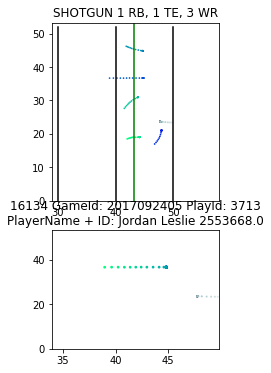 SHOTGUN 1 RB, 1 TE, 3 WR
50
40
30
20
10
0
30 40 50
16134 GameId: 2017092405 PlayId: 3713
PlayerName + ID: Jordan Leslie 2553668.0
40
20
0
35 40 45